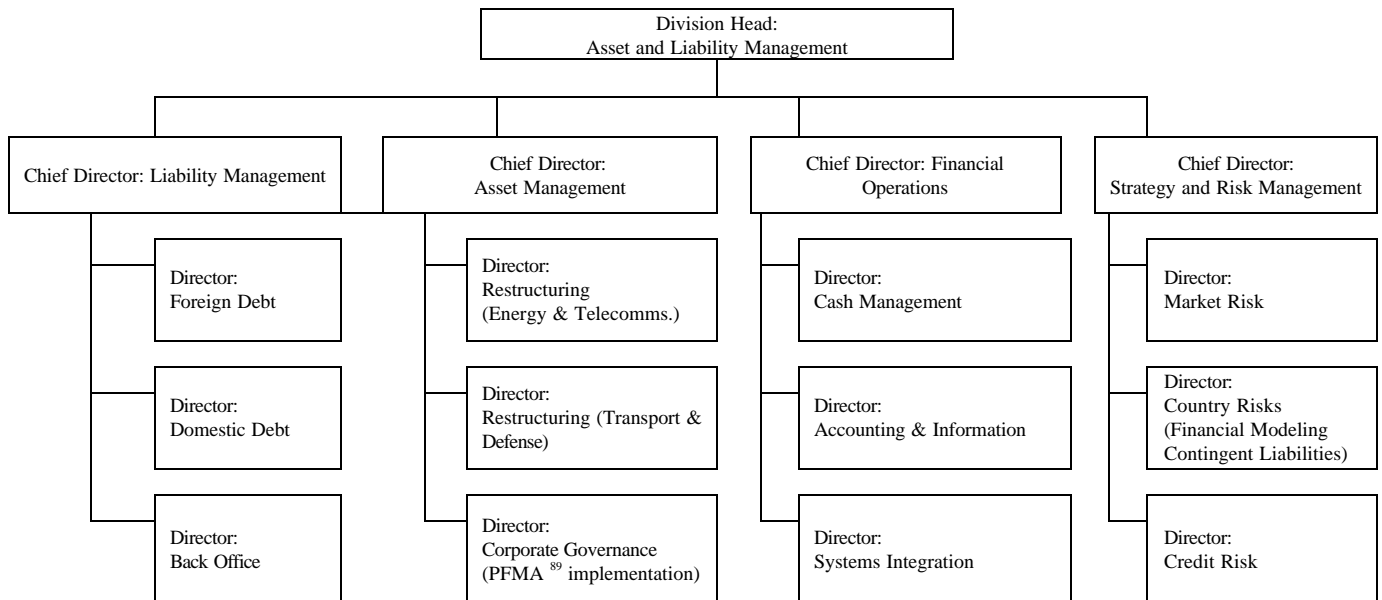 Division Head:
Asset and Liability Management
Chief Director: Liability Management
Chief Director:
Asset Management
Chief Director: Financial
Operations
Chief Director:
Strategy and Risk Management
Director:
Foreign Debt
Director:
Restructuring
(Energy & Telecomms.)
Director:
Cash Management
Director:
Market Risk
Director:
Domestic Debt
Director:
Restructuring (Transport &
Defense)
Director:
Accounting & Information
Director:
Country Risks
(Financial Modeling
Contingent Liabilities)
Director:
Back Office
Director:
Corporate Governance
(PFMA 89 implementation)
Director:
Systems Integration
Director:
Credit Risk